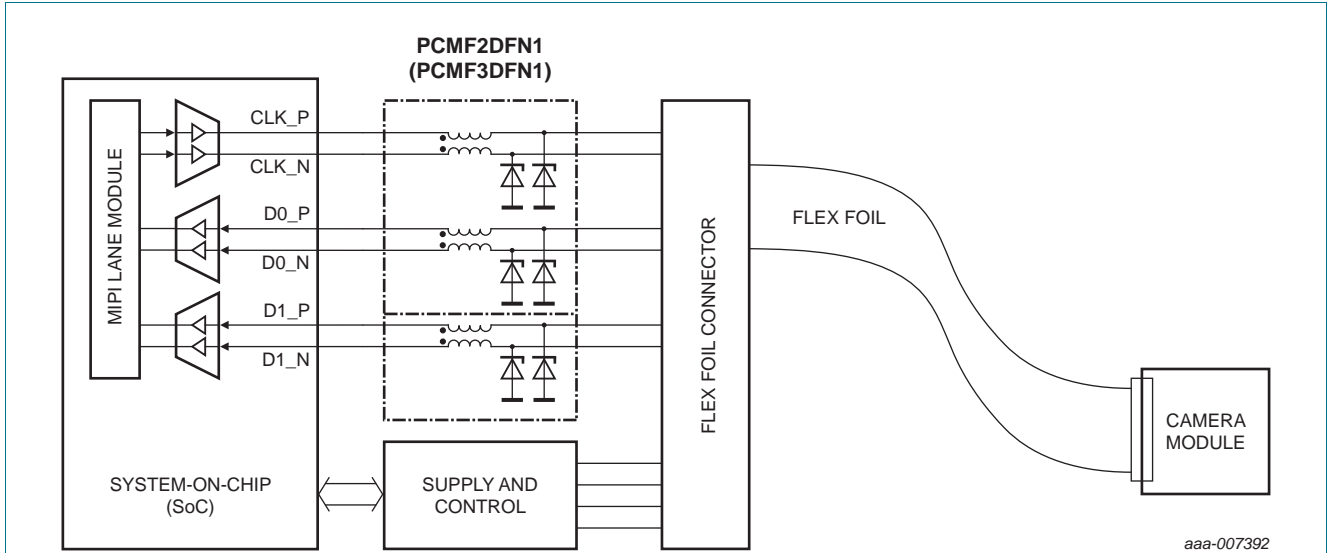 PCMF2DFN1
(PCMF3DFN1)
MIPI LANE MODULE
CLK_P
CLK_N
D0_P
D0_N
D1_P
D1_N
SYSTEM-ON-CHIP
(SoC)
SUPPLY AND
CONTROL
FLEX FOIL CONNECTOR
FLEX FOIL
CAMERA
MODULE
aaa-007392